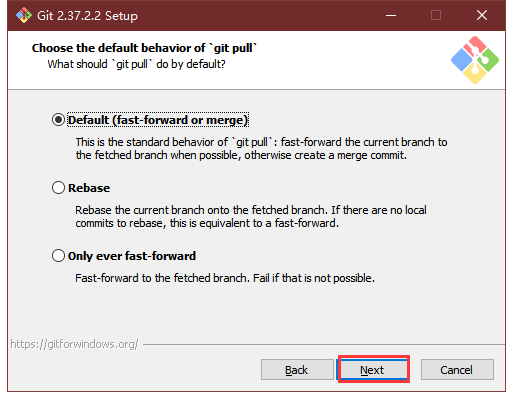 Git 2.37.2.2 Setup
Choose the default behavior of `git pull`
What should `git pull` do by default?
Default (fast-forward or merge)
This is the standard behavior of `git pull`: fast-forward the current branch to
the fetched branch when possible, otherwise create a merge commit.
Rebase
Rebase the current branch onto the fetched branch. If there are no local
commits to rebase, this is equivalent to a fast-forward.
Only ever fast-forward
Fast-forward to the fetched branch. Fail if that is not possible.
https://gitforwindows.org/
Back Next Cancel